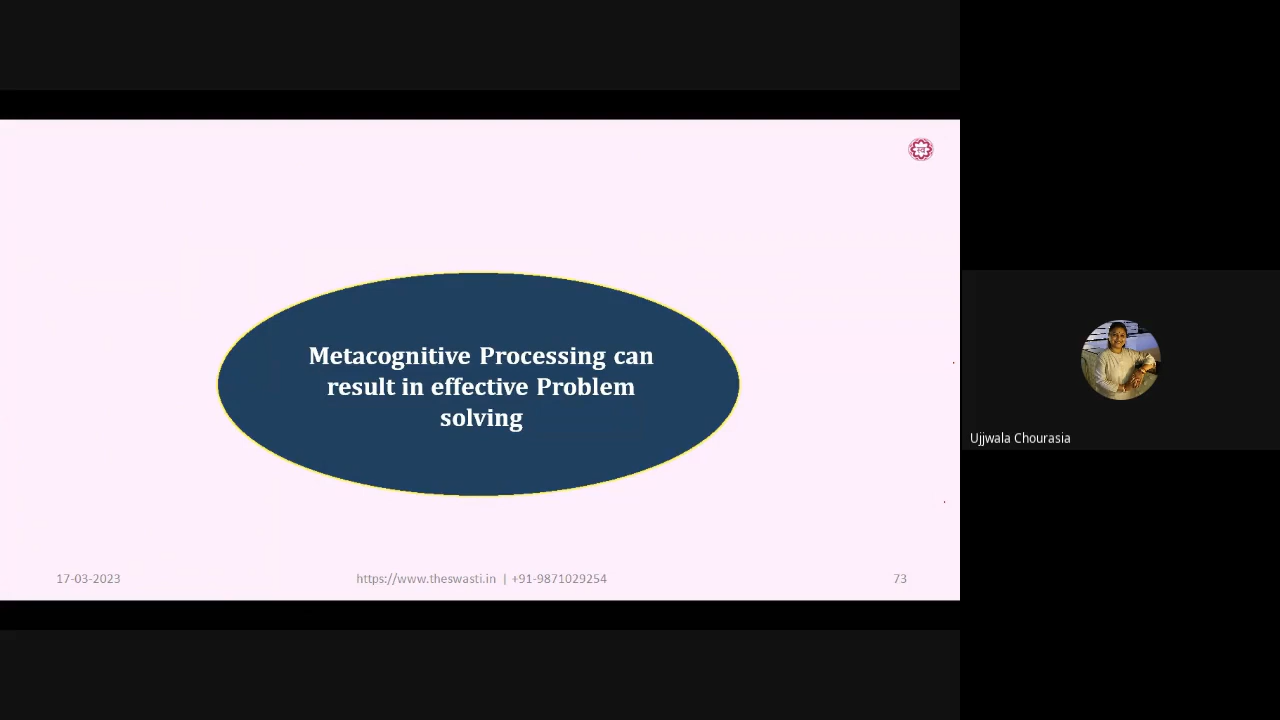 Metacognitive Processing can
result in effective Problem
solving
Ujjwala Chourasia
17-03-2023
https://www.theswasti.in | +91-9871029254
73